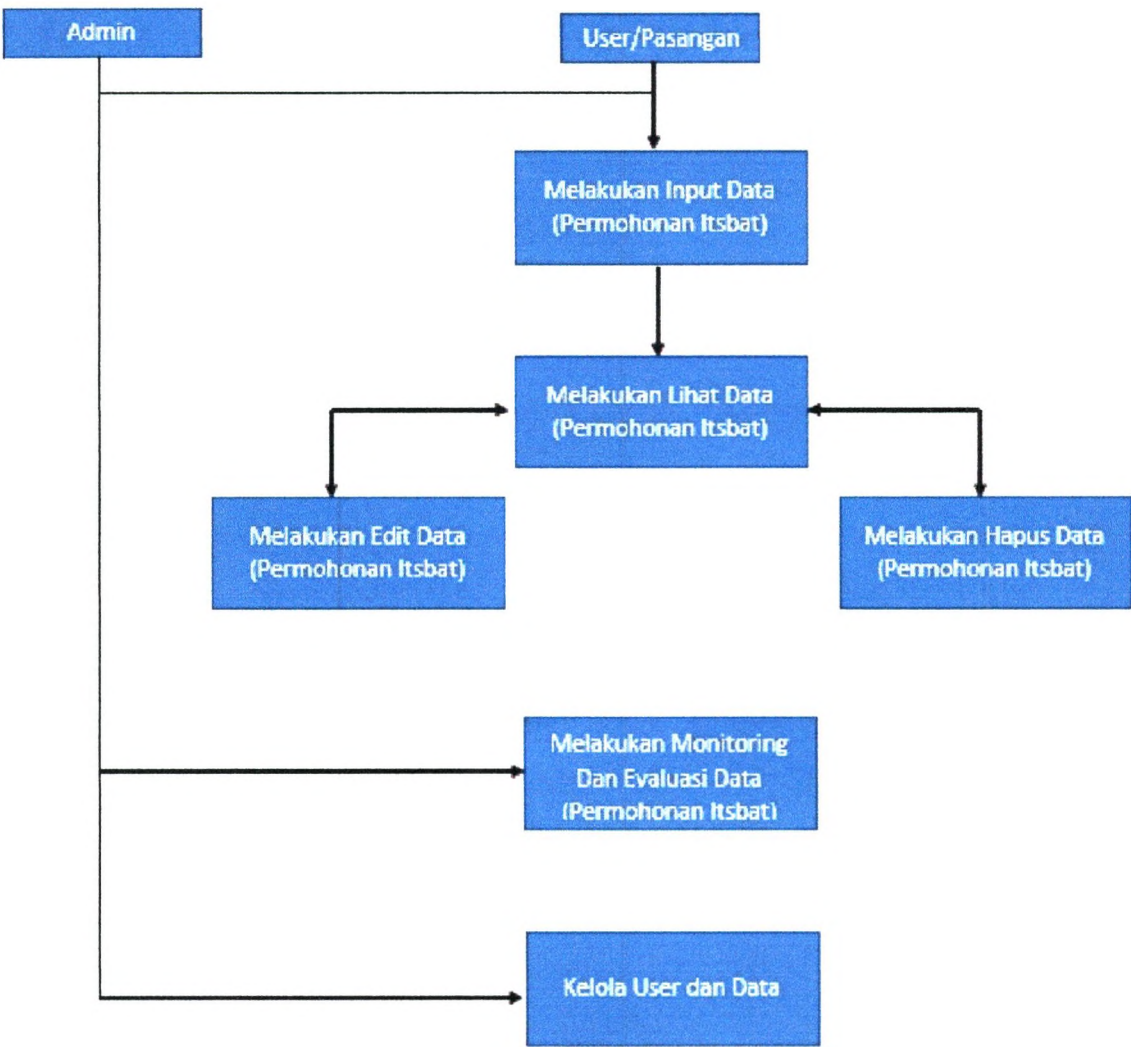 Admin
User/Pasangan
Melakukan Input Data
(Permohonan Itsbat)
Melakukan Lihat Data
(Permohonan Itsbat)
Melakukan Edit Data
(Permohonan Itsbat)
Melakukan Hapus Data
(Permohonan Itsbat)
Melakukan Monitoring
Dan Evaluasi Data
(Permohonan Itsbat)
Kelola User dan Data